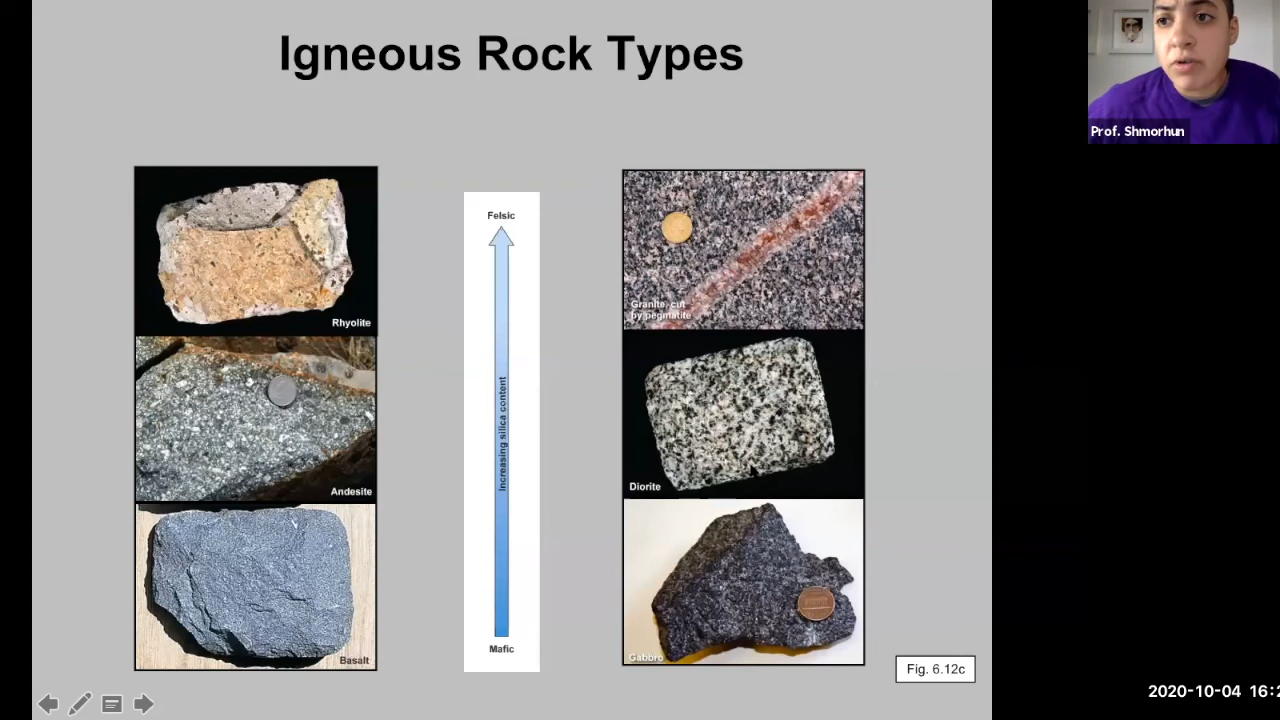 Igneous Rock Types
Prof. Shmorhun
Rhyolite
Andesite
Basalt
Felsic
Increasing silica content
Mafic
Granite, cut
by pegmatite
Diorite
Gabbro
Fig. 6.12c
2020-10-04 16:2